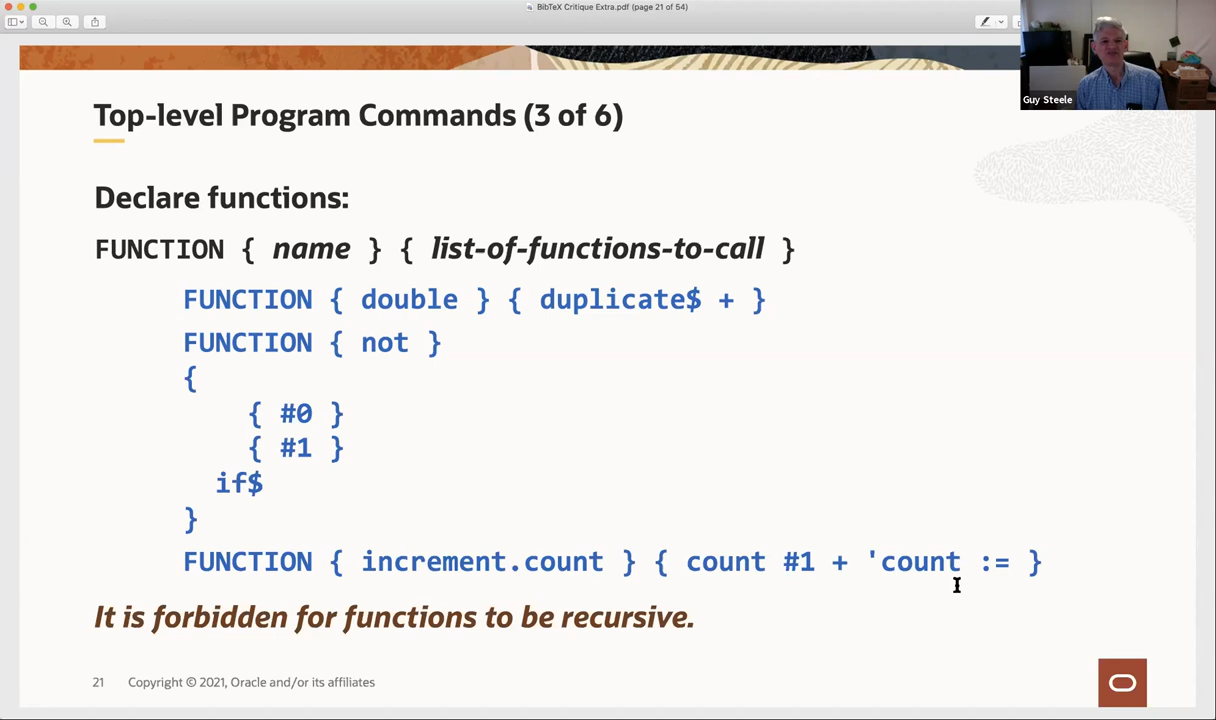 BibTeX Critique Extra.pdf (page 21 of 54)
Guy Steele
Top-level Program Commands (3 of 6)
Declare functions:
FUNCTION { name } { list-of-functions-to-call }
FUNCTION { double } { duplicate$ + }
FUNCTION { not }
{
{ #0 }
{ #1 }
if$
}
FUNCTION { increment.count } { count #1 + 'count := }
It is forbidden for functions to be recursive.
21 Copyright © 2021, Oracle and/or its affiliates